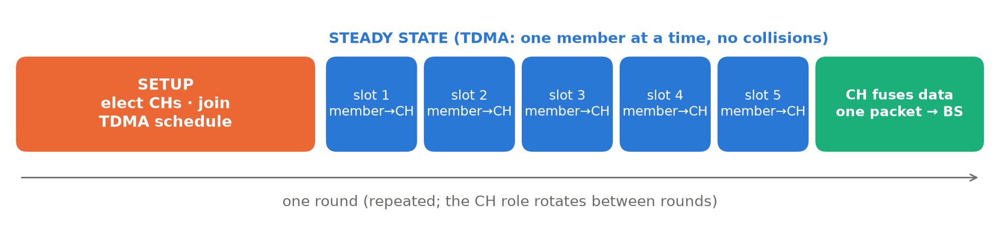 STEADY STATE (TDMA: one member at a time, no collisions)
SETUP
elect CHs · join
TDMA schedule
slot 1
member→CH
slot 2
member→CH
slot 3
member→CH
slot 4
member→CH
slot 5
member→CH
CH fuses data
one packet → BS
one round (repeated; the CH role rotates between rounds)